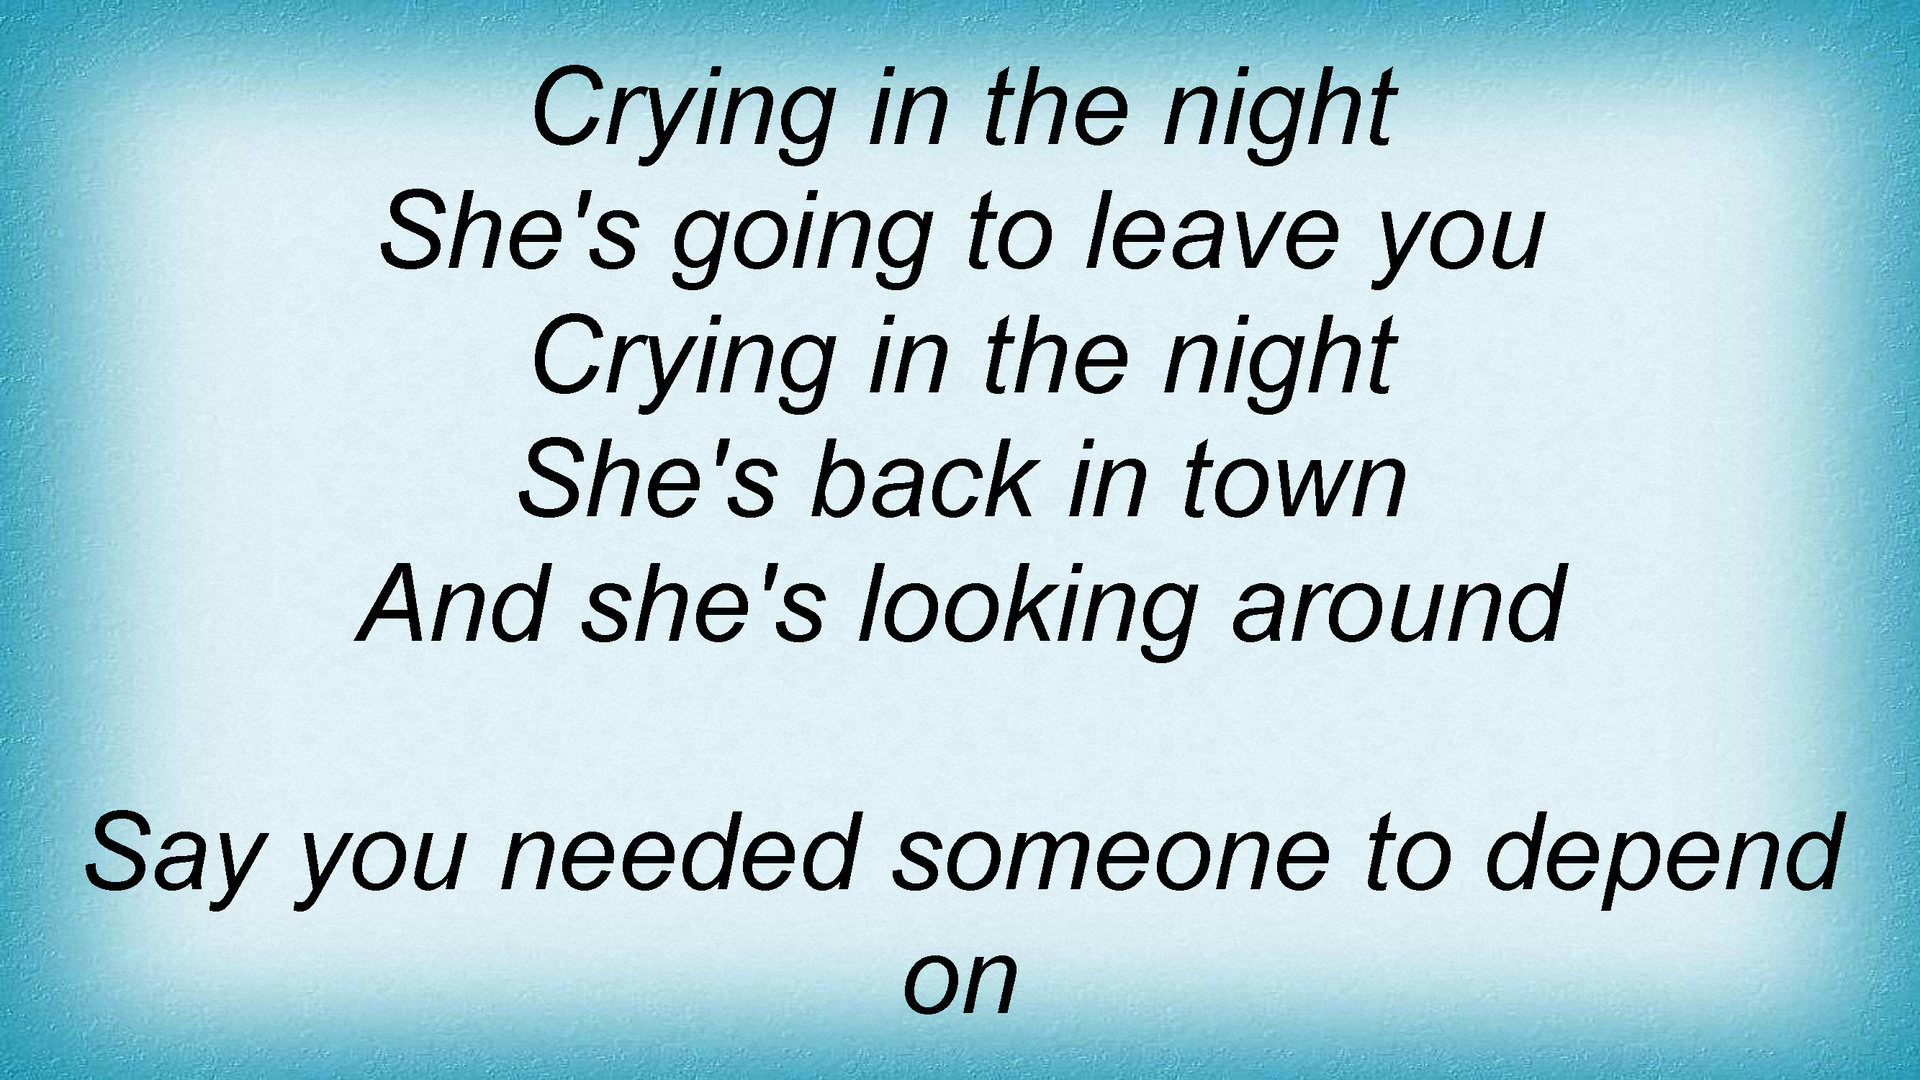 Crying in the night
She's going to leave you
Crying in the night
She's back in town
And she's looking around
Say you needed someone to depend
on